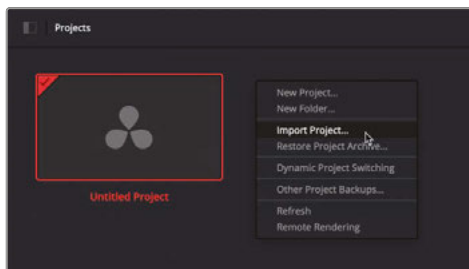 Projects
Untitled Project
New Project...
New Folder...
Import Project...
Restore Project Archive...
Dynamic Project Switching
Other Project Backups...
Refresh
Remote Rendering